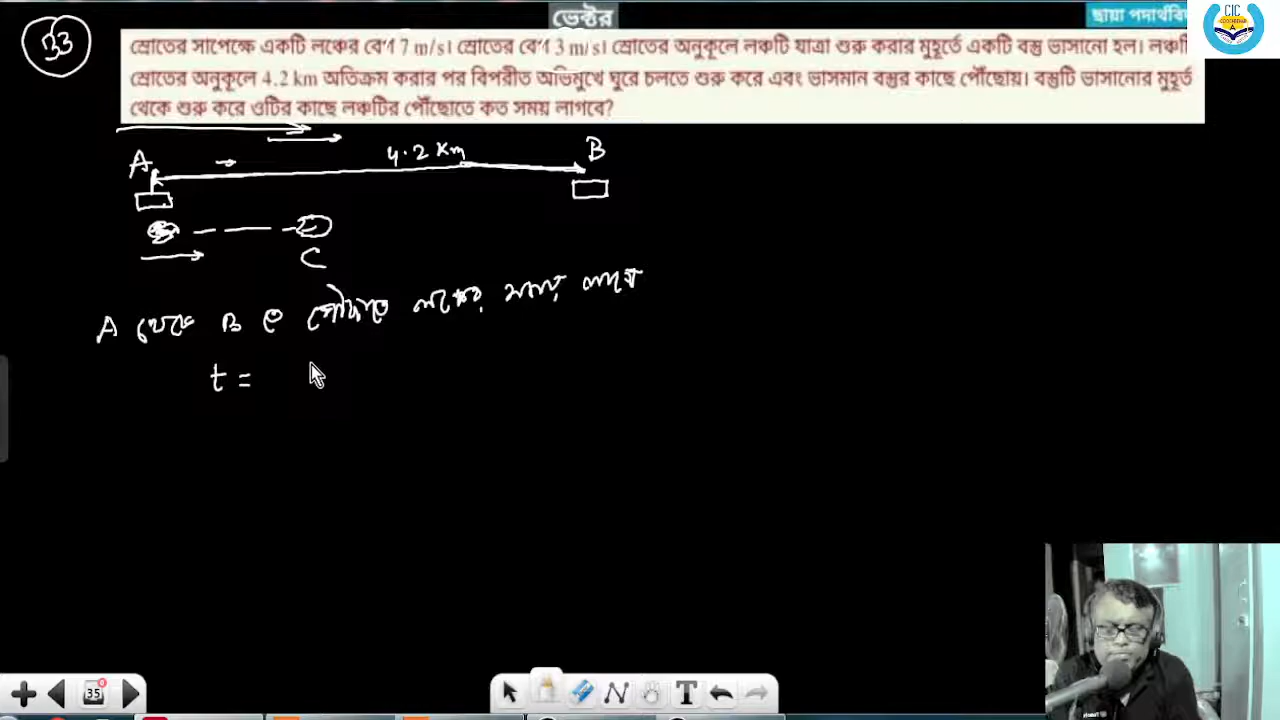 ভেক্টর
ছায়া পদার্থবি
CIC
33
স্রোতের সাপেক্ষে একটি লঞ্চের বেগ 7 m/s। স্রোতের বেগ 3 m/s। স্রোতের অনুকূলে লঞ্চটি যাত্রা শুরু করার মুহূর্তে একটি বস্তু ভাসানো হল। লঞ্চটি
স্রোতের অনুকূলে 4.2 km অতিক্রম করার পর বিপরীত অভিমুখে ঘুরে চলতে শুরু করে এবং ভাসমান বস্তুর কাছে পৌঁছোয়। বস্তুটি ভাসানোর মুহূর্ত
থেকে শুরু করে ওটির কাছে লঞ্চটির পৌঁছোতে কত সময় লাগবে?
A 4.2 km B
C
A থেকে B তে পৌঁছাতে লঞ্চের সময় লাগে
t =
T
35